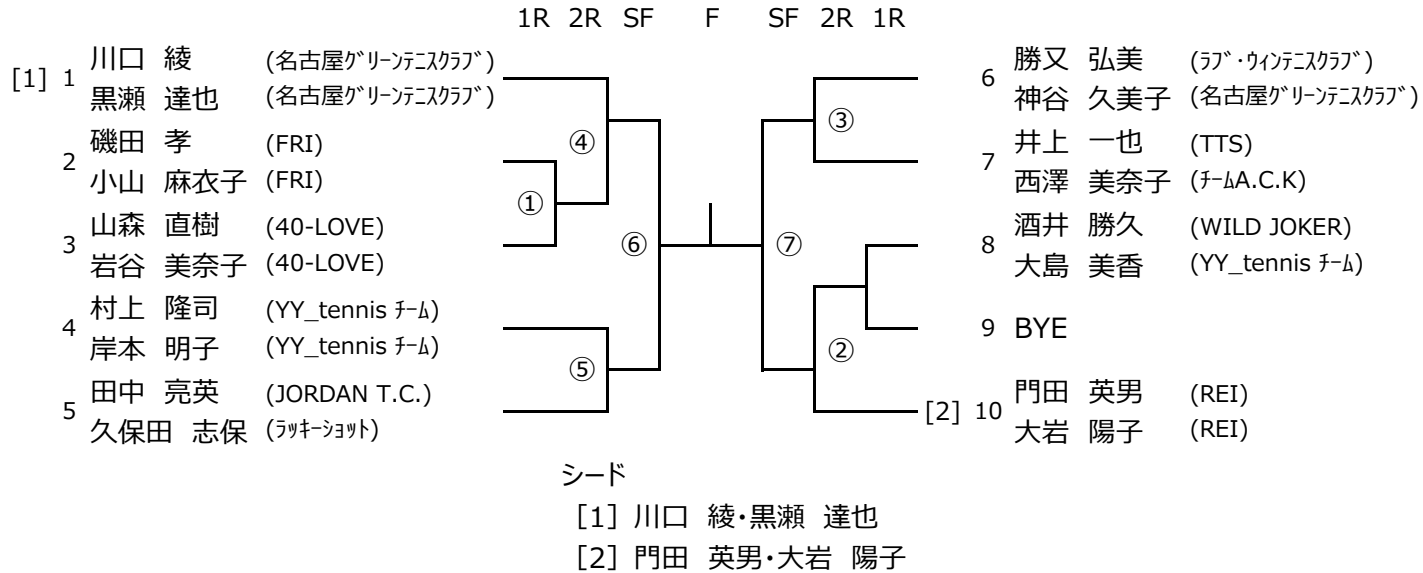 1R 2R SF F SF 2R 1R
[1] 1 川口 綾 (名古屋ｸﾞﾘｰﾝﾃﾆｽｸﾗﾌﾞ)
黒瀬 達也 (名古屋ｸﾞﾘｰﾝﾃﾆｽｸﾗﾌﾞ)
2 磯田 孝 (FRI)
小山 麻衣子 (FRI)
3 山森 直樹 (40-LOVE)
岩谷 美奈子 (40-LOVE)
4 村上 隆司 (YY_tennis ﾁｰﾑ)
岸本 明子 (YY_tennis ﾁｰﾑ)
5 田中 亮英 (JORDAN T.C.)
久保田 志保 (ﾗｯｷｰｼｮｯﾄ)
④
①
⑥
⑤
③
⑦
②
6 勝又 弘美 (ﾗﾌﾞ･ｳｨﾝﾃﾆｽｸﾗﾌﾞ)
神谷 久美子 (名古屋ｸﾞﾘｰﾝﾃﾆｽｸﾗﾌﾞ)
7 井上 一也 (TTS)
西澤 美奈子 (ﾁｰﾑA.C.K)
8 酒井 勝久 (WILD JOKER)
大島 美香 (YY_tennis ﾁｰﾑ)
9 BYE
[2] 10 門田 英男 (REI)
大岩 陽子 (REI)
シード
[1] 川口 綾･黒瀬 達也
[2] 門田 英男･大岩 陽子